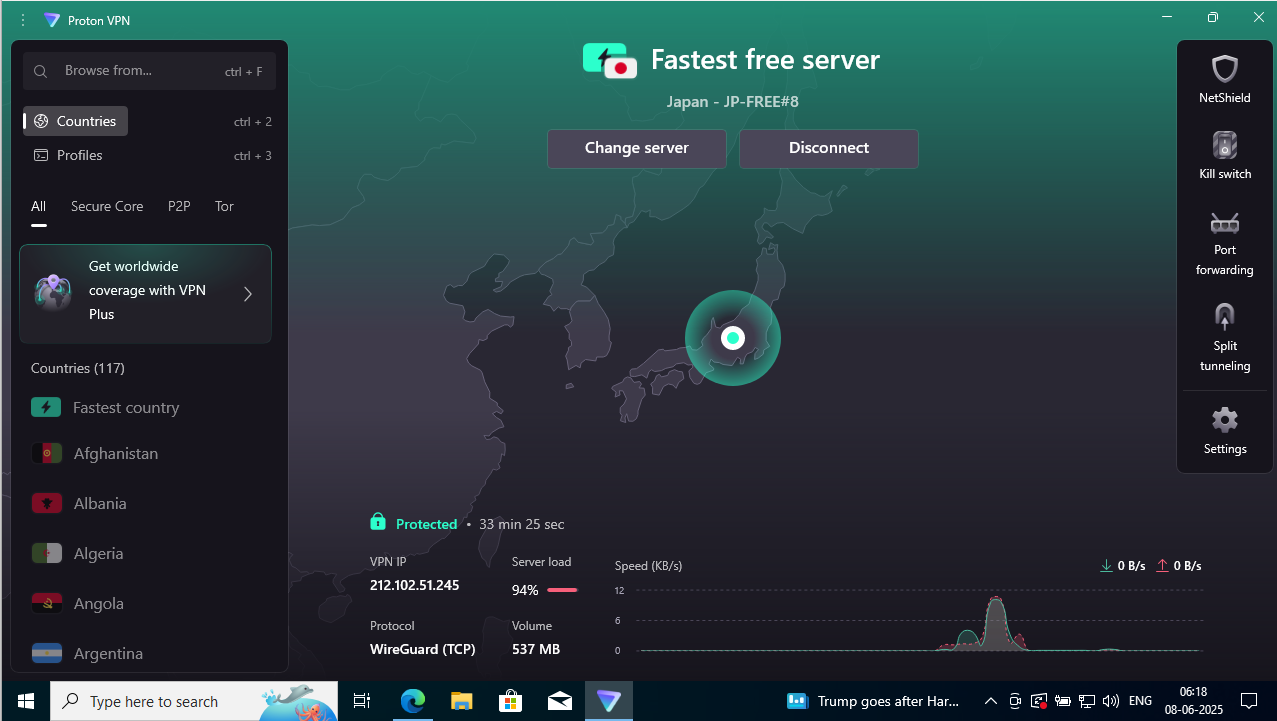 Proton VPN
Browse from...
ctrl + F
Countries
ctrl + 2
Profiles
ctrl + 3
All
Secure Core
P2P
Tor
Get worldwide
coverage with VPN
Plus
Countries (117)
Fastest country
Afghanistan
Albania
Algeria
Angola
Argentina
Fastest free server
Japan - JP-FREE#8
Change server
Disconnect
Protected • 33 min 25 sec
VPN IP
212.102.51.245
Server load
94%
Protocol
WireGuard (TCP)
Volume
537 MB
Speed (KB/s)
0 B/s
0 B/s
12
6
0
NetShield
Kill switch
Port
forwarding
Split
tunneling
Settings
Type here to search
Trump goes after Har...
ENG
06:18
08-06-2025